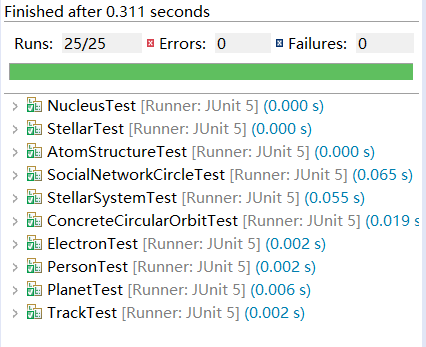 Finished after 0.311 seconds
Runs: 25/25 Errors: 0 Failures: 0
NucleusTest [Runner: JUnit 5] (0.000 s)
StellarTest [Runner: JUnit 5] (0.000 s)
AtomStructureTest [Runner: JUnit 5] (0.000 s)
SocialNetworkCircleTest [Runner: JUnit 5] (0.065 s)
StellarSystemTest [Runner: JUnit 5] (0.055 s)
ConcreteCircularOrbitTest [Runner: JUnit 5] (0.019 s
ElectronTest [Runner: JUnit 5] (0.002 s)
PersonTest [Runner: JUnit 5] (0.002 s)
PlanetTest [Runner: JUnit 5] (0.006 s)
TrackTest [Runner: JUnit 5] (0.002 s)